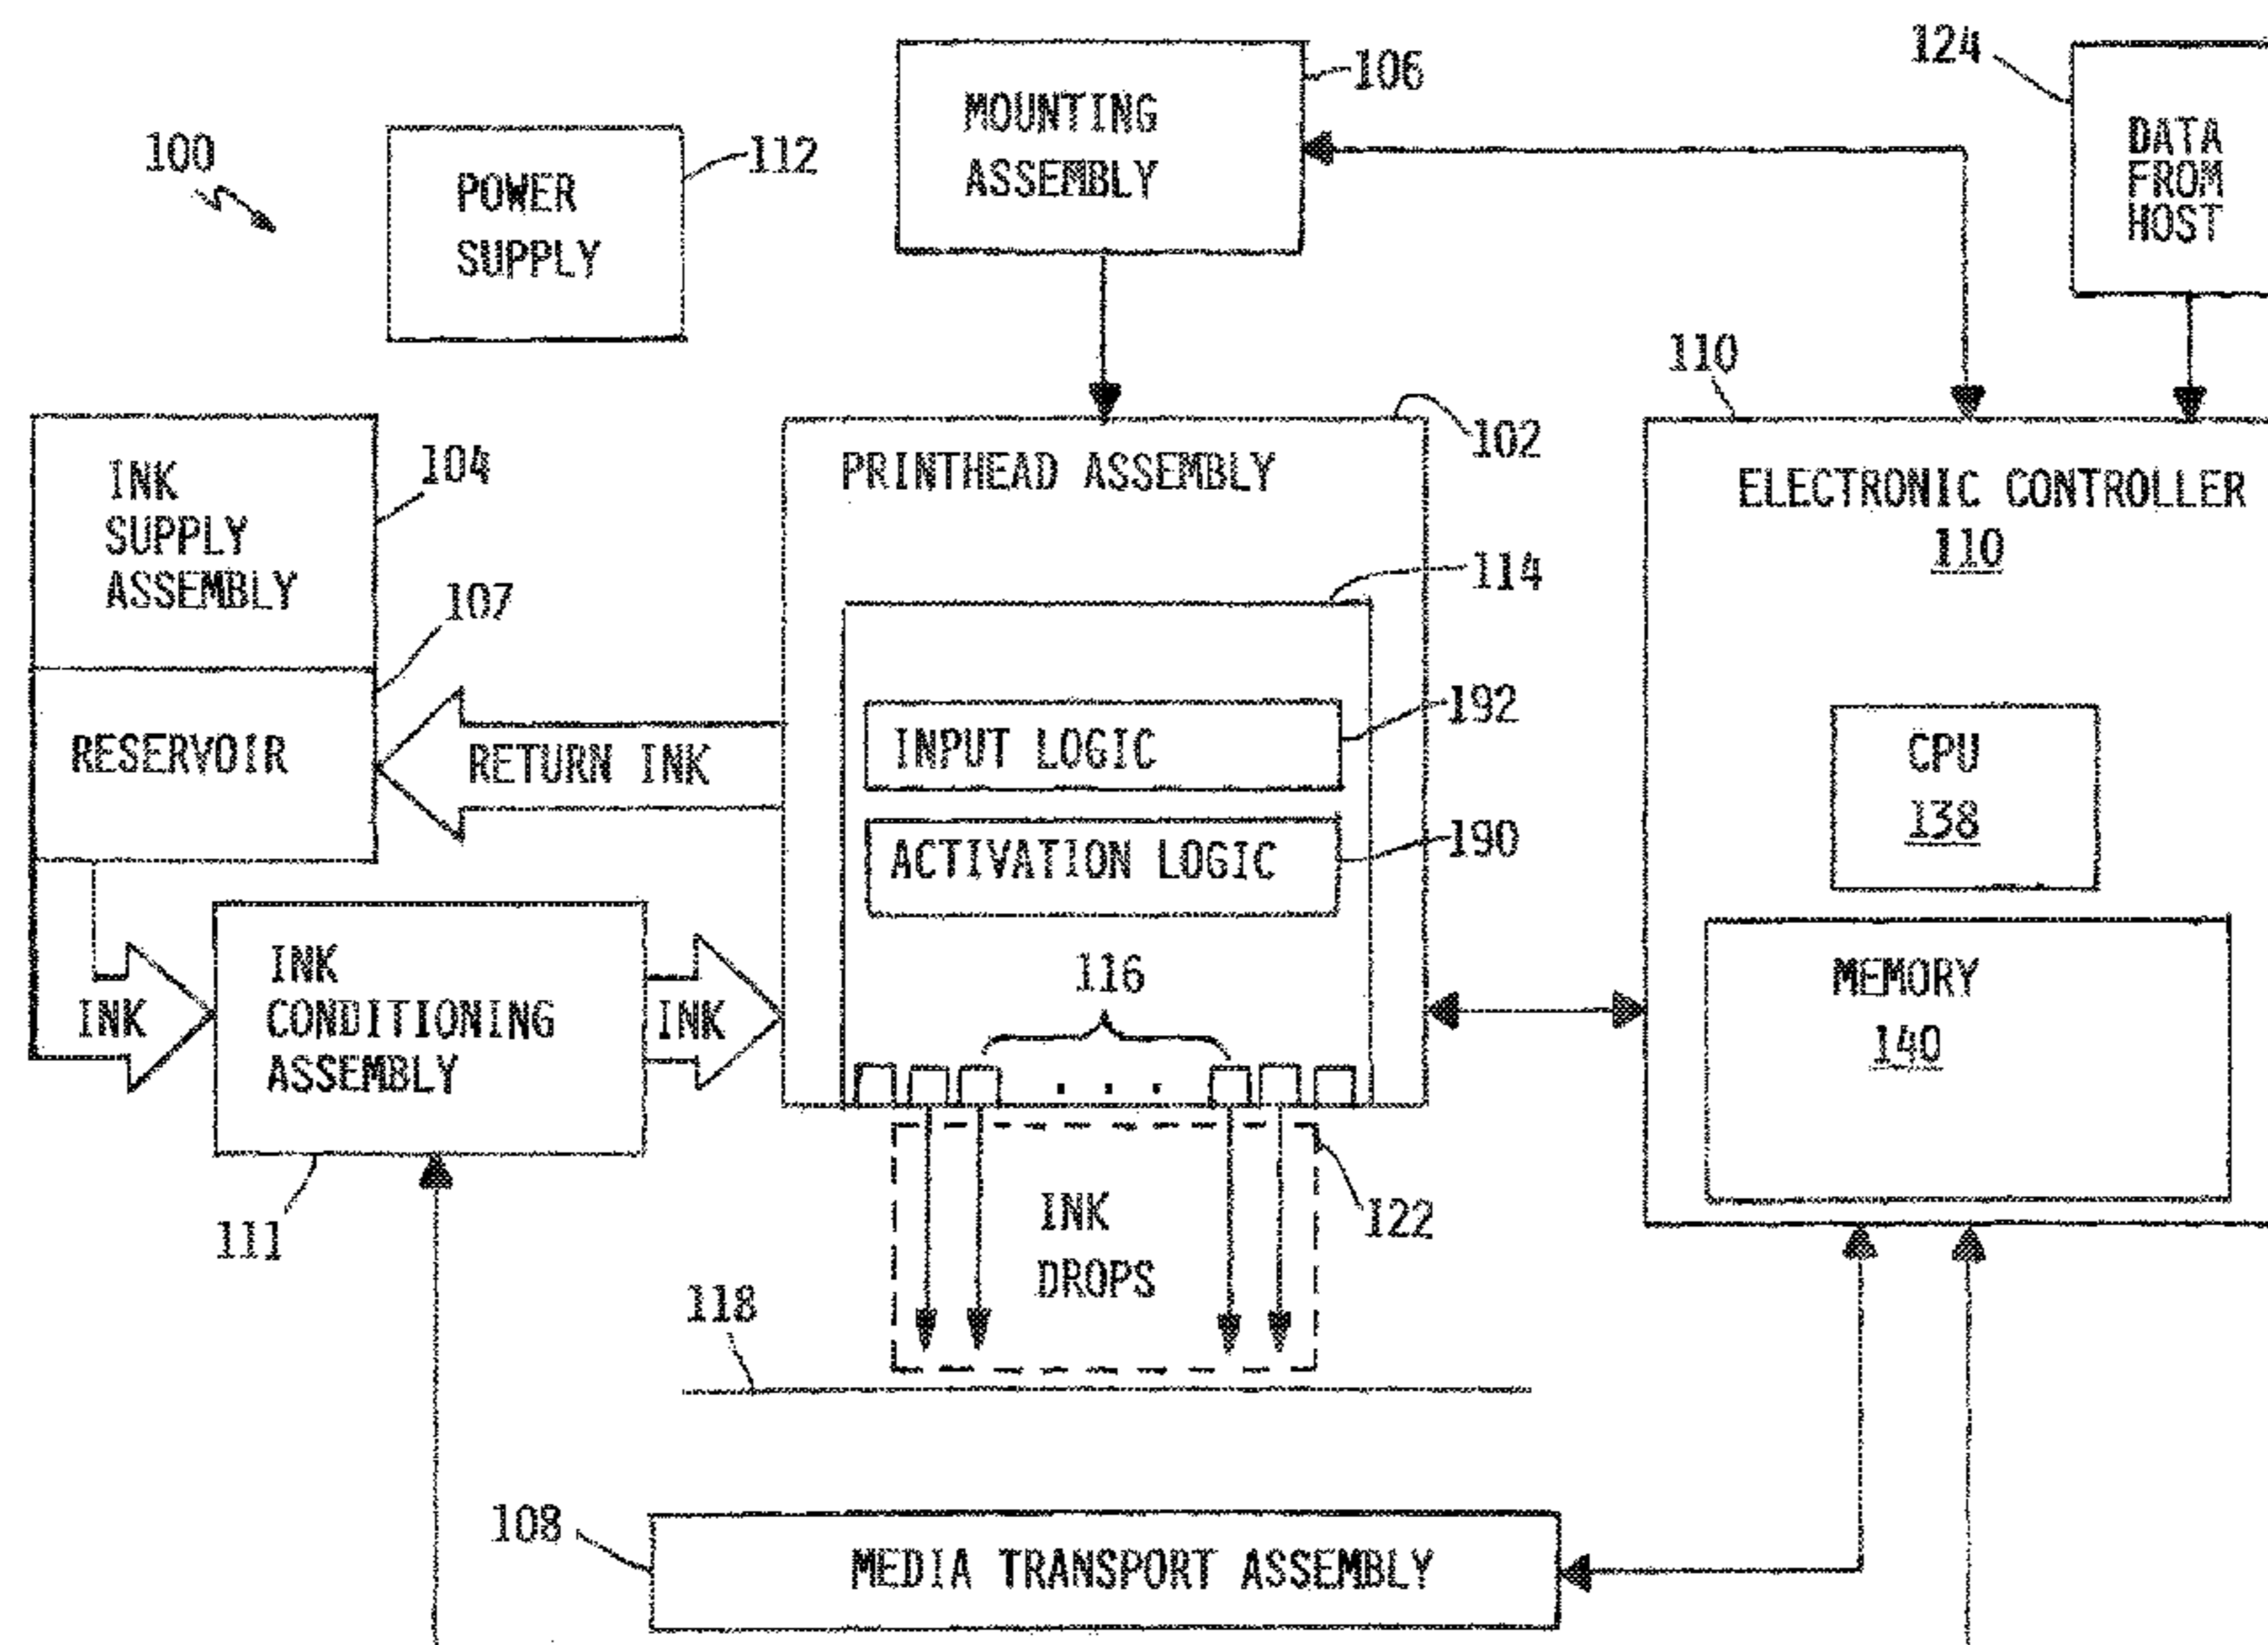 100
POWER
SUPPLY
112
MOUNTING
ASSEMBLY
106
124
DATA
FROM
HOST
INK
SUPPLY
ASSEMBLY
104
107
RESERVOIR
RETURN INK
INK
INK
CONDITIONING
ASSEMBLY
111
INK
PRINTHEAD ASSEMBLY
102
114
INPUT LOGIC
192
ACTIVATION LOGIC
190
116
. . .
INK
DROPS
122
118
110
ELECTRONIC CONTROLLER
110
CPU
138
MEMORY
140
108
MEDIA TRANSPORT ASSEMBLY